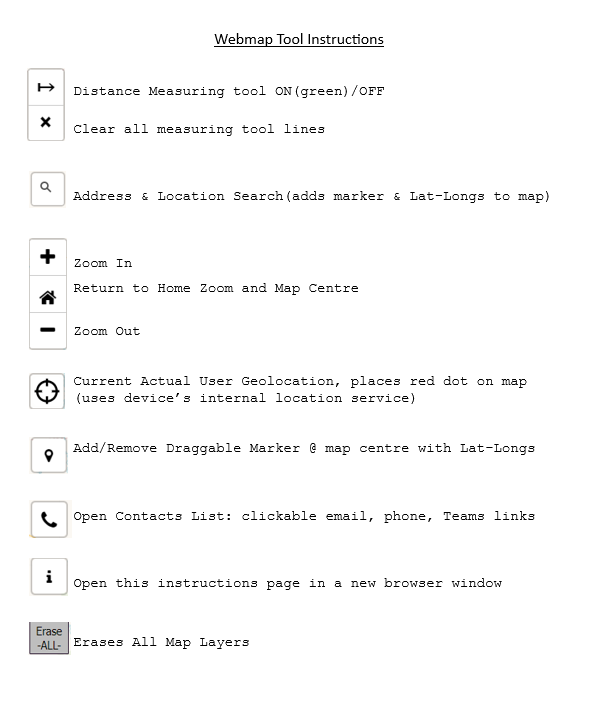 Webmap Tool Instructions
Distance Measuring tool ON(green)/OFF
Clear all measuring tool lines
Address & Location Search(adds marker & Lat-Longs to map)
Zoom In
Return to Home Zoom and Map Centre
Zoom Out
Current Actual User Geolocation, places red dot on map
(uses device’s internal location service)
Add/Remove Draggable Marker @ map centre with Lat-Longs
Open Contacts List: clickable email, phone, Teams links
Open this instructions page in a new browser window
Erase
-ALL-
Erases All Map Layers